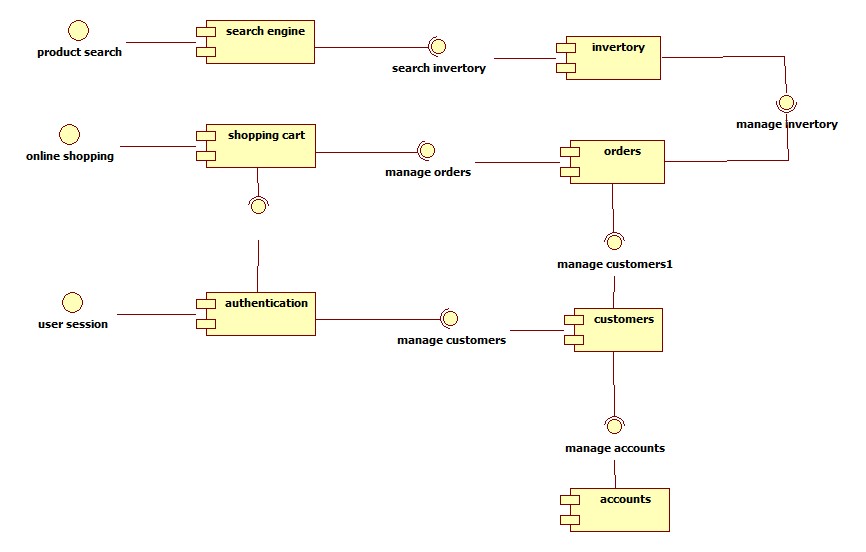 search engine
product search
invertory
search invertory
manage invertory
shopping cart
online shopping
manage orders
orders
manage customers1
authentication
user session
manage customers
customers
manage accounts
accounts